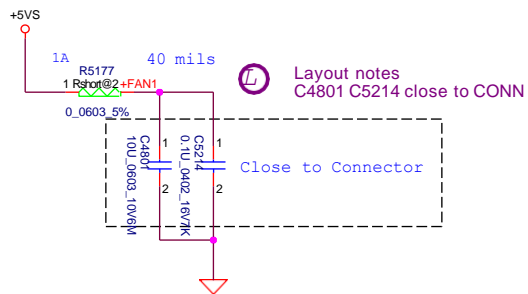 +5VS
1A
40 mils
R5177
1 Rshort@2 +FAN1
0_0603_5%
L
Layout notes
C4801 C5214 close to CONN
1
C4801
10U_0603_10V6M
2
1
C5214
0.1U_0402_16V7K
2
Close to Connector